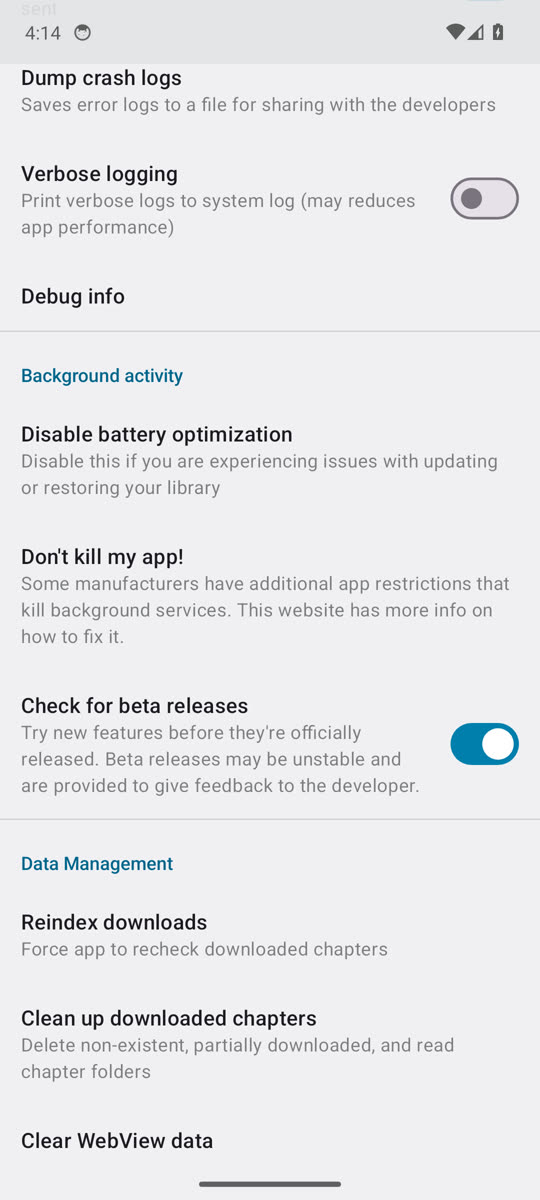 sent
4:14
Dump crash logs
Saves error logs to a file for sharing with the developers
Verbose logging
Print verbose logs to system log (may reduces
app performance)
Debug info
Background activity
Disable battery optimization
Disable this if you are experiencing issues with updating
or restoring your library
Don't kill my app!
Some manufacturers have additional app restrictions that
kill background services. This website has more info on
how to fix it.
Check for beta releases
Try new features before they're officially
released. Beta releases may be unstable and
are provided to give feedback to the developer.
Data Management
Reindex downloads
Force app to recheck downloaded chapters
Clean up downloaded chapters
Delete non-existent, partially downloaded, and read
chapter folders
Clear WebView data